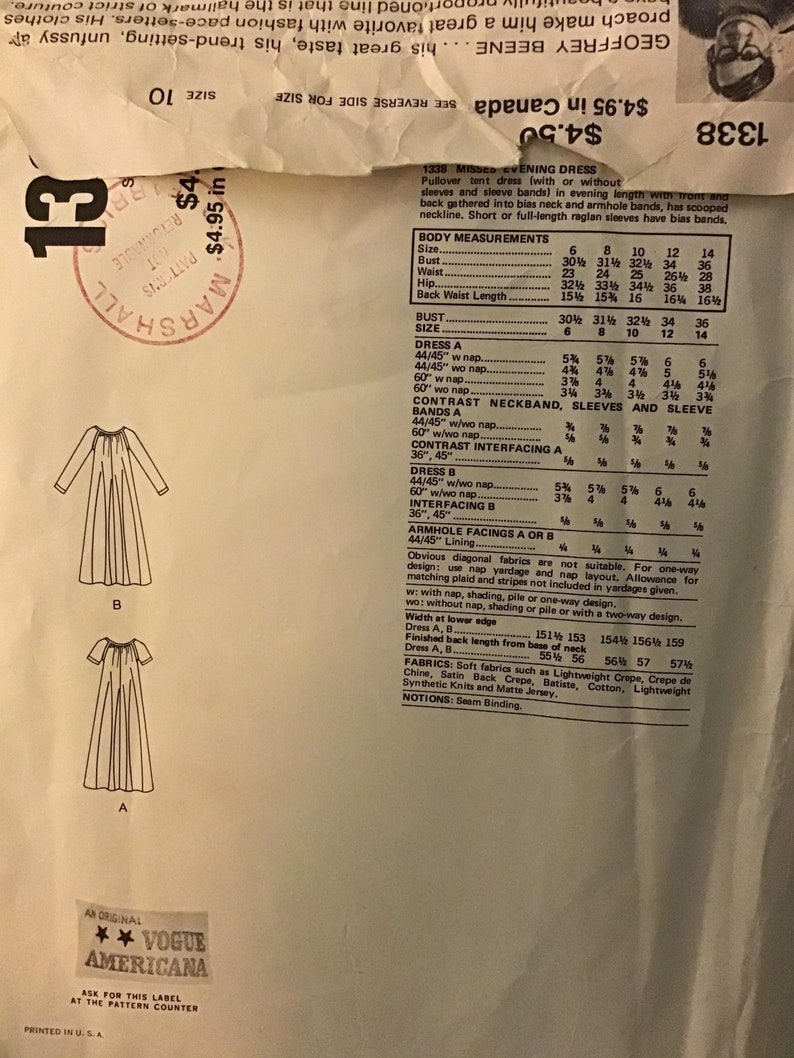 have a beautifully proportioned line that is the hallmark of strict couture.
proach make him a great favorite with fashion pace-setters. His clothes
GEOFFREY BEENE . . . his great taste, his trend-setting, unfussy ap
SIZE 10
SEE REVERSE SIDE FOR SIZE
$4.95 in Canada
$4.50
1338
13
S
$4.
$4.95 in
MARSHALL
PATTERNS
NOT
RETURNABLE
1338 MISSES' EVENING DRESS
Pullover tent dress (with or without
sleeves and sleeve bands) in evening length with front and
back gathered into bias neck and armhole bands, has scooped
neckline. Short or full-length raglan sleeves have bias bands.
BODY MEASUREMENTS
Size 6 8 10 12 14
Bust 30½ 31½ 32½ 34 36
Waist 23 24 25 26½ 28
Hip 32½ 33½ 34½ 36 38
Back Waist Length 15½ 15¾ 16 16¼ 16½
BUST 30½ 31½ 32½ 34 36
SIZE 6 8 10 12 14
DRESS A
44/45" w nap 5¾ 5⅞ 5⅞ 6 6
44/45" wo nap 4¾ 4⅞ 4⅞ 5 5⅛
60" w nap 3⅞ 4 4 4⅛ 4⅛
60" wo nap 3¼ 3⅜ 3½ 3½ 3¾
CONTRAST NECKBAND, SLEEVES AND SLEEVE
BANDS A
44/45" w/wo nap ¾ ⅞ ⅞ ⅞ ⅞
60" w/wo nap ⅝ ⅝ ¾ ¾ ¾
CONTRAST INTERFACING A
36", 45" ⅝ ⅝ ⅝ ⅝ ⅝
DRESS B
44/45" w/wo nap 5¾ 5⅞ 5⅞ 6 6
60" w/wo nap 3⅞ 4 4 4⅛ 4⅛
INTERFACING B
36", 45" ⅝ ⅝ ⅝ ⅝ ⅝
ARMHOLE FACINGS A OR B
44/45" Lining ¼ ¼ ¼ ¼ ¼
Obvious diagonal fabrics are not suitable. For one-way
design: use nap yardage and nap layout. Allowance for
matching plaid and stripes not included in yardages given.
w: with nap, shading, pile or one-way design.
wo: without nap, shading or pile or with a two-way design.
Width at lower edge
Dress A, B 151½ 153 154½ 156½ 159
Finished back length from base of neck
Dress A, B 55½ 56 56½ 57 57½
FABRICS: Soft fabrics such as Lightweight Crepe, Crepe de
Chine, Satin Back Crepe, Batiste, Cotton, Lightweight
Synthetic Knits and Matte Jersey.
NOTIONS: Seam Binding.
B
A
AN ORIGINAL
VOGUE
AMERICANA
ASK FOR THIS LABEL
AT THE PATTERN COUNTER
PRINTED IN U. S. A.